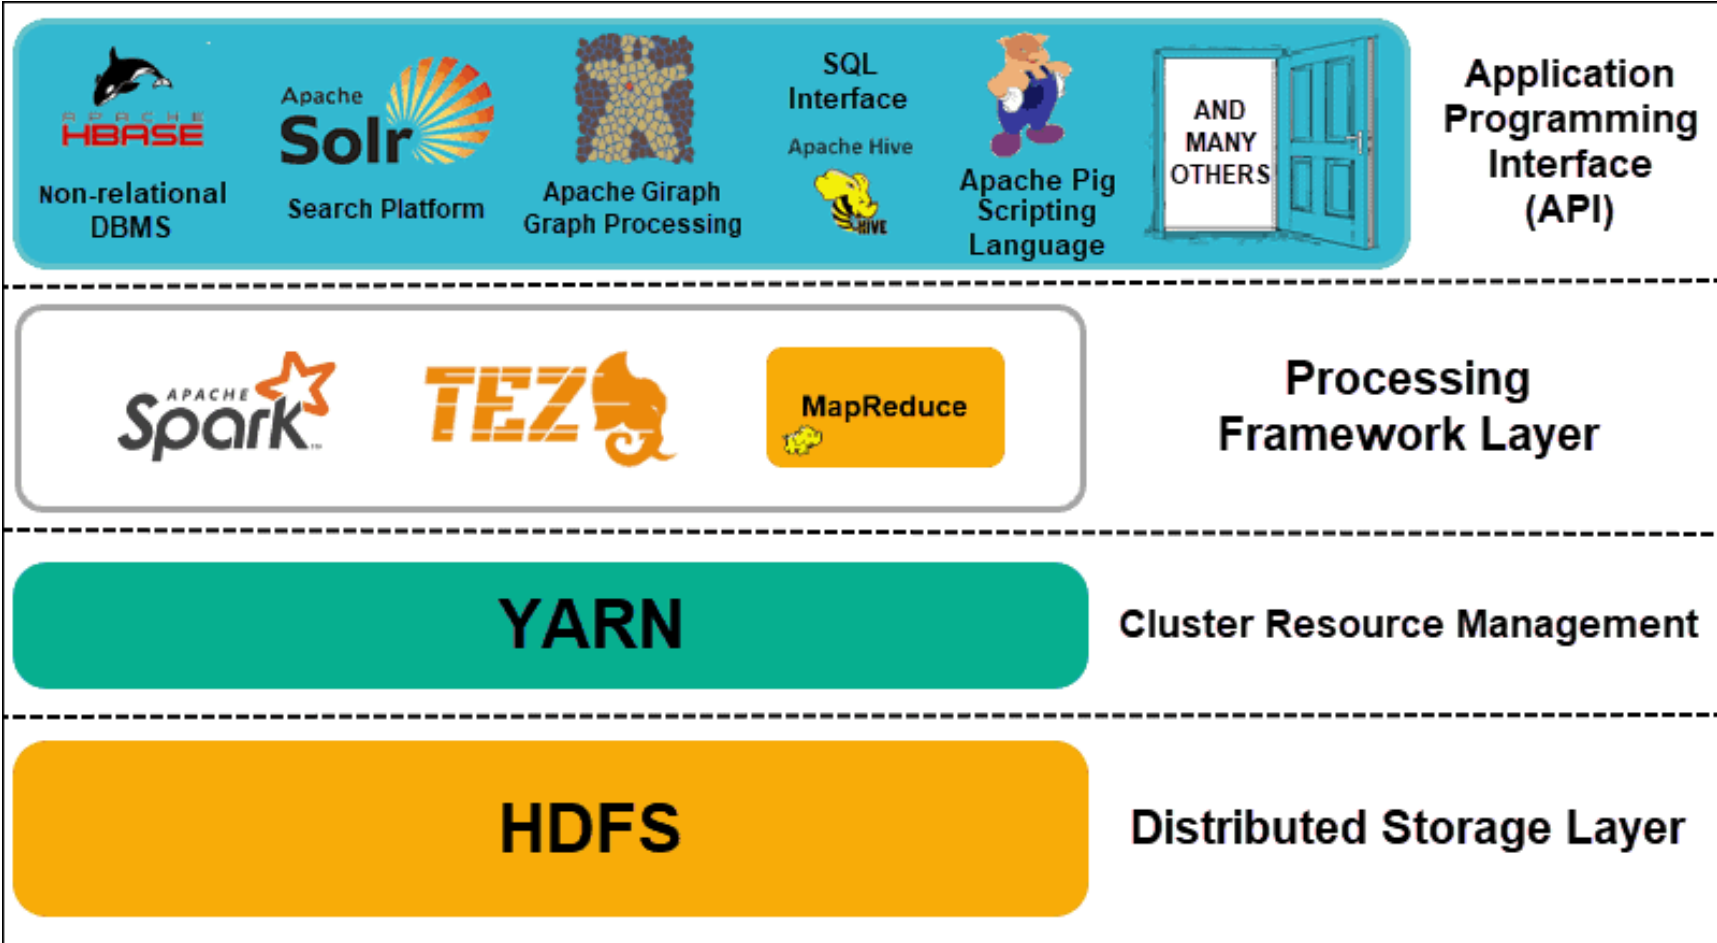 APACHE
HBASE
Non-relational
DBMS
Apache
Solr
Search Platform
Apache Giraph
Graph Processing
SQL
Interface
Apache Hive
HIVE
Apache Pig
Scripting
Language
AND
MANY
OTHERS
Application
Programming
Interface
(API)
APACHE
Spark
TEZ
MapReduce
Processing
Framework Layer
YARN
Cluster Resource Management
HDFS
Distributed Storage Layer